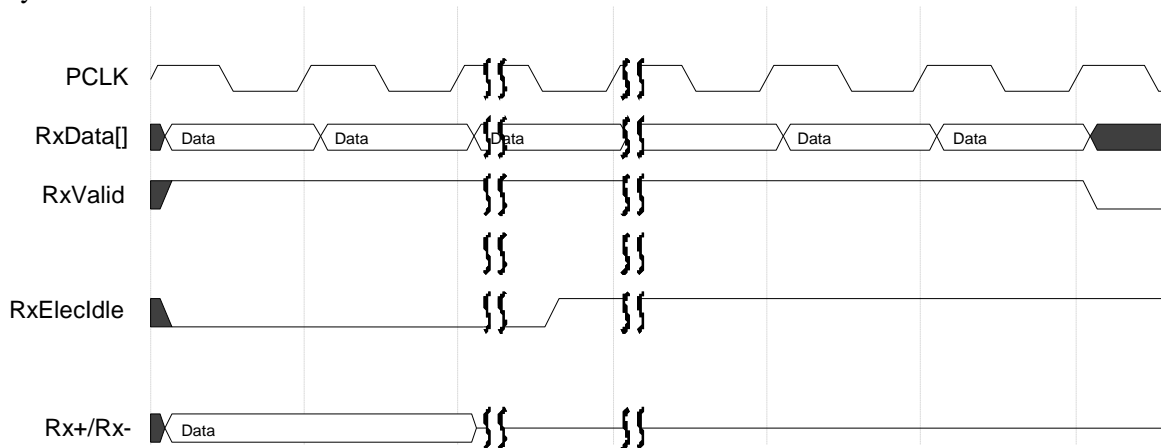 PCLK
RxData[] Data Data Data Data Data
RxValid
RxElecIdle
Rx+/Rx- Data